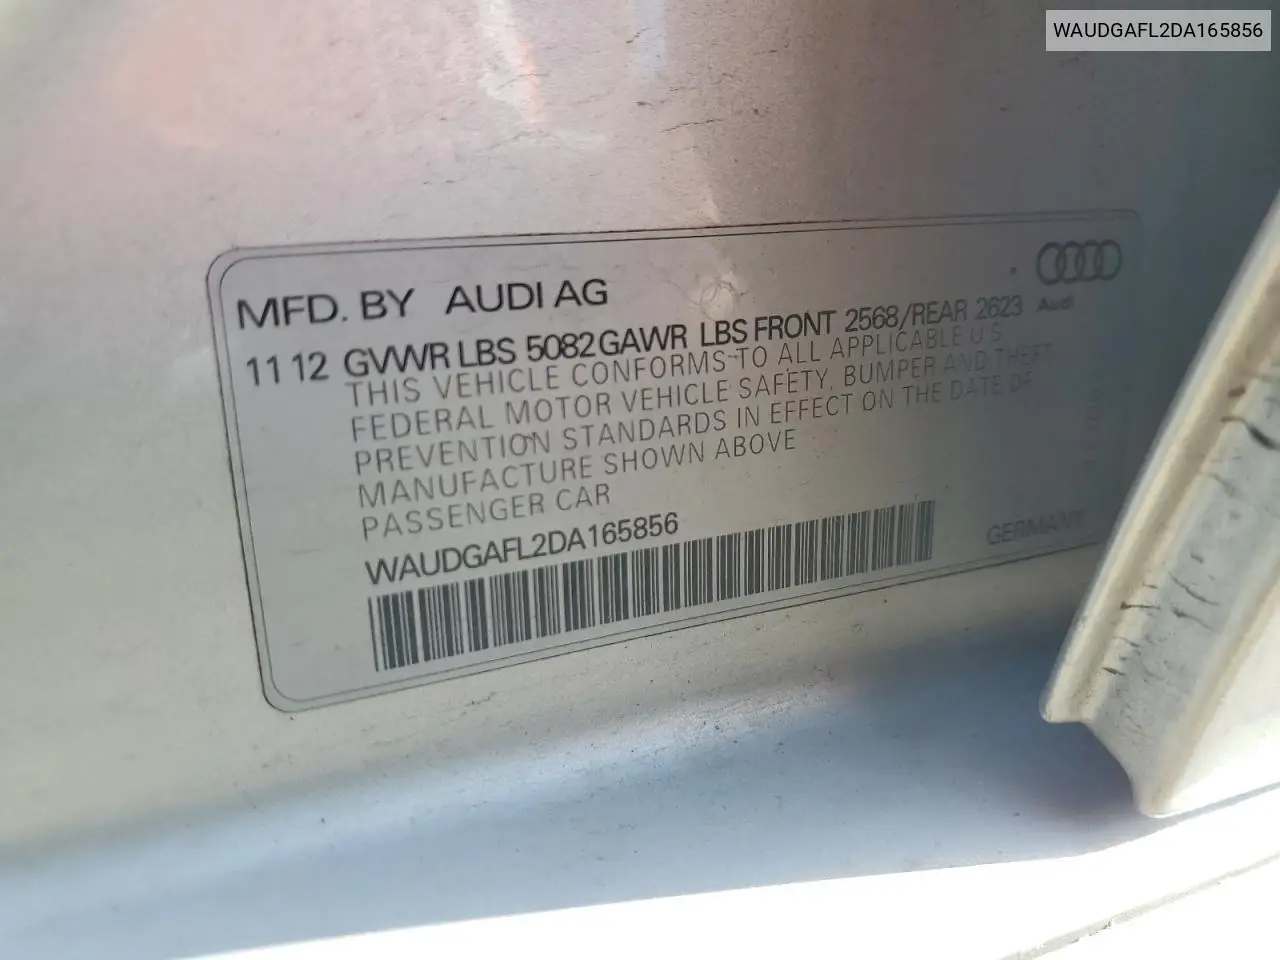 WAUDGAFL2DA165856
MFD. BY AUDI AG
Audi
11 12 GVWR LBS 5082 GAWR LBS FRONT 2568/REAR 2623
THIS VEHICLE CONFORMS TO ALL APPLICABLE U S
FEDERAL MOTOR VEHICLE SAFETY, BUMPER AND THEFT
PREVENTION STANDARDS IN EFFECT ON THE DATE OF
MANUFACTURE SHOWN ABOVE
PASSENGER CAR
WAUDGAFL2DA165856
GERMANY